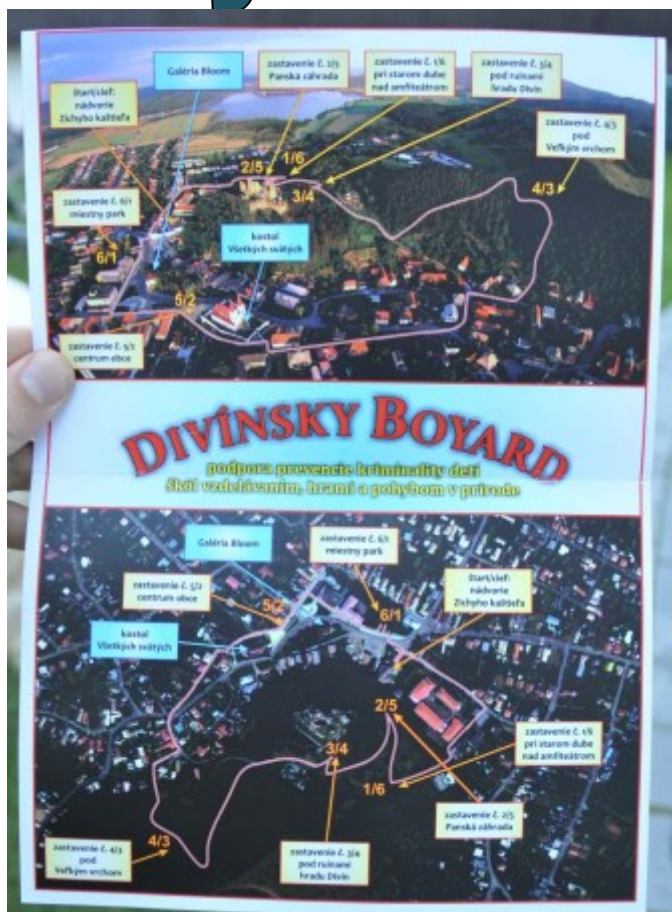 Galéria Bloom
zastavenie č. 2/5
Panská záhrada
zastavenie č. 1/6
pri starom dube
nad amfiteátrom
zastavenie č. 3/4
pod ruinami
hradu Divín
štart/cieľ:
nádvorie
Zichyho kaštieľa
zastavenie č. 4/3
pod
Veľkým vrchom
2/5
1/6
3/4
4/3
zastavenie č. 6/1
miestny park
6/1
kostol
Všetkých svätých
5/2
zastavenie č. 5/2
centrum obce
DIVÍNSKY BOYARD
podpora prevencie kriminality detí
škôl vzdelávaním, hraním a pohybom v prírode
Galéria Bloom
zastavenie č. 6/1
miestny park
zastavenie č. 5/2
centrum obce
štart/cieľ:
nádvorie
Zichyho kaštieľa
5/2
6/1
kostol
Všetkých svätých
2/5
3/4
1/6
zastavenie č. 1/6
pri starom dube
nad amfiteátrom
zastavenie č. 2/5
Panská záhrada
4/3
zastavenie č. 4/3
pod
Veľkým vrchom
zastavenie č. 3/4
pod ruinami
hradu Divín